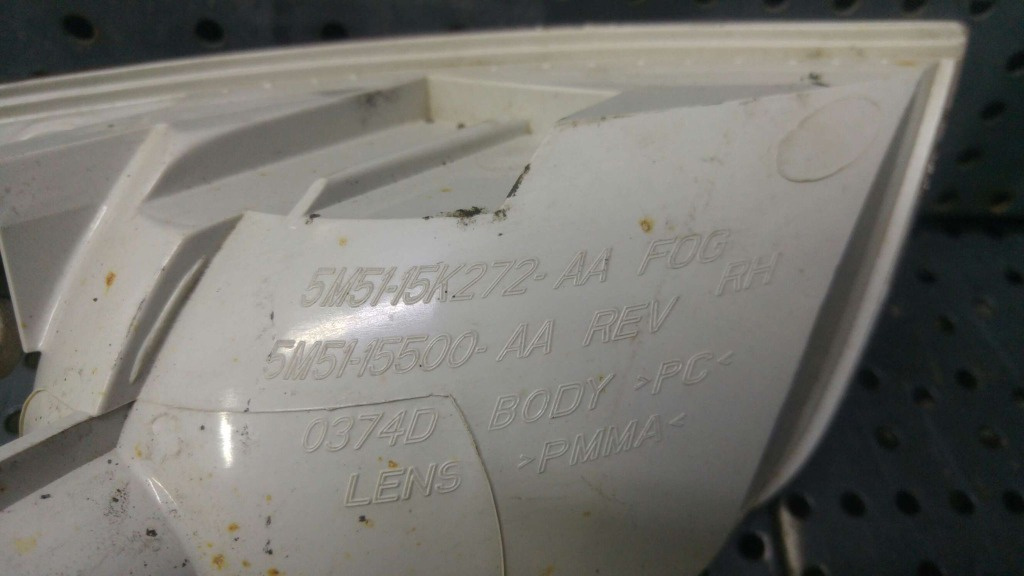 5M51-15K272-AA FOG
5M51-15500-AA REV RH
0374D BODY >PC<
LENS >PMMA<